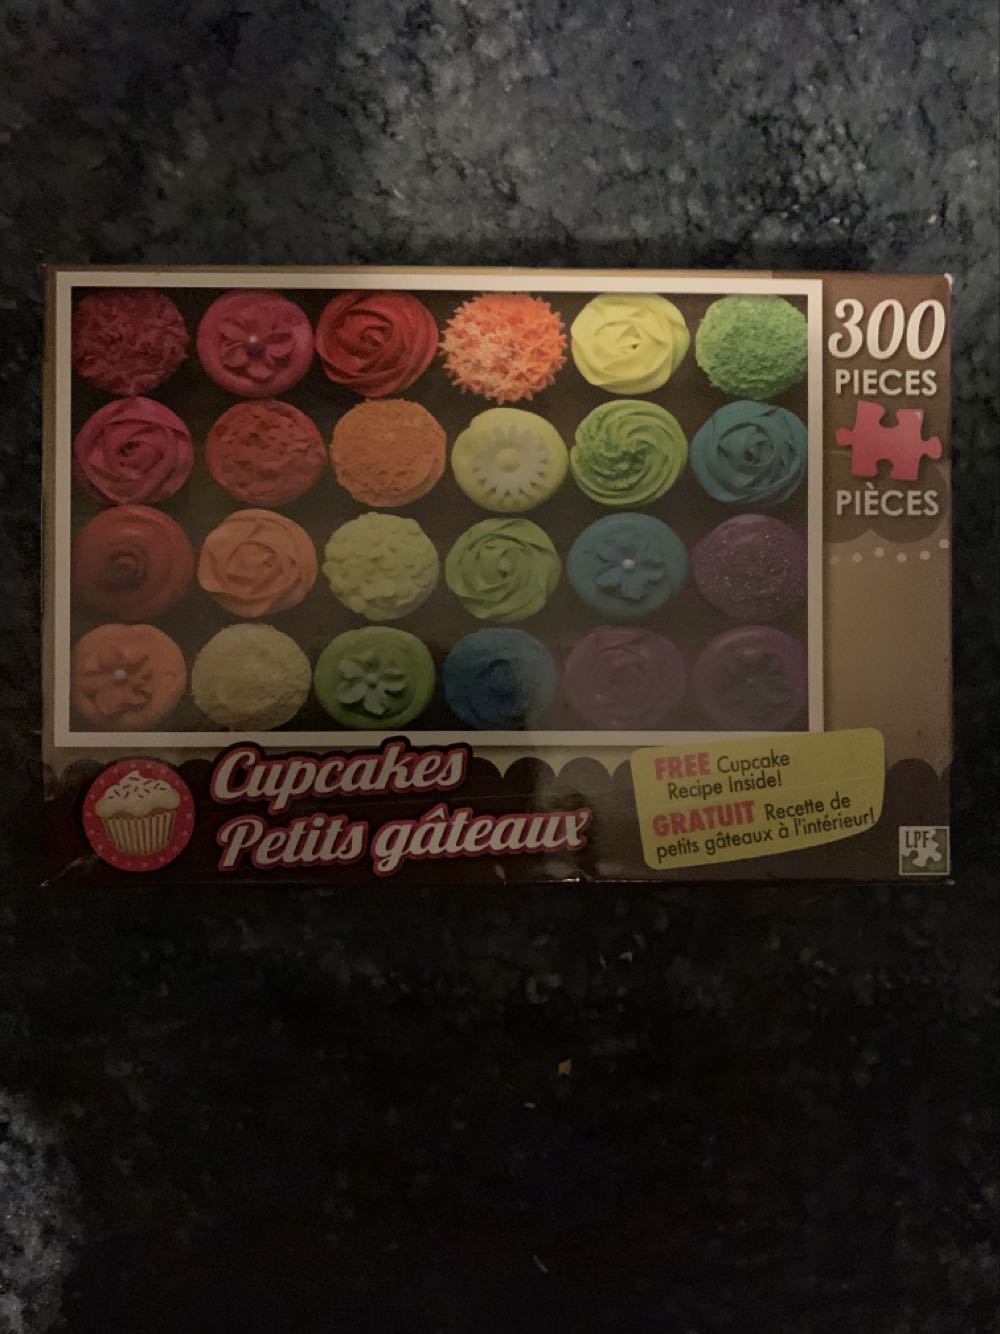 300
PIECES
PIÈCES
Cupcakes
Petits gâteaux
FREE Cupcake
Recipe Inside!
GRATUIT Recette de
petits gâteaux à l'intérieur!
LPF